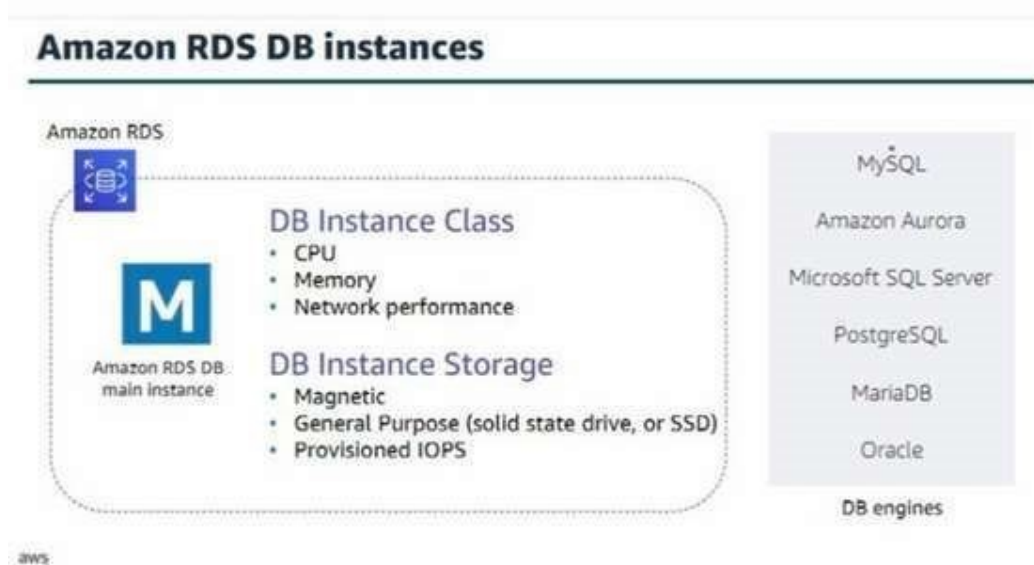 Amazon RDS DB instances
Amazon RDS
M
Amazon RDS DB
main instance
DB Instance Class
• CPU
• Memory
• Network performance
DB Instance Storage
• Magnetic
• General Purpose (solid state drive, or SSD)
• Provisioned IOPS
MySQL
Amazon Aurora
Microsoft SQL Server
PostgreSQL
MariaDB
Oracle
DB engines
aws